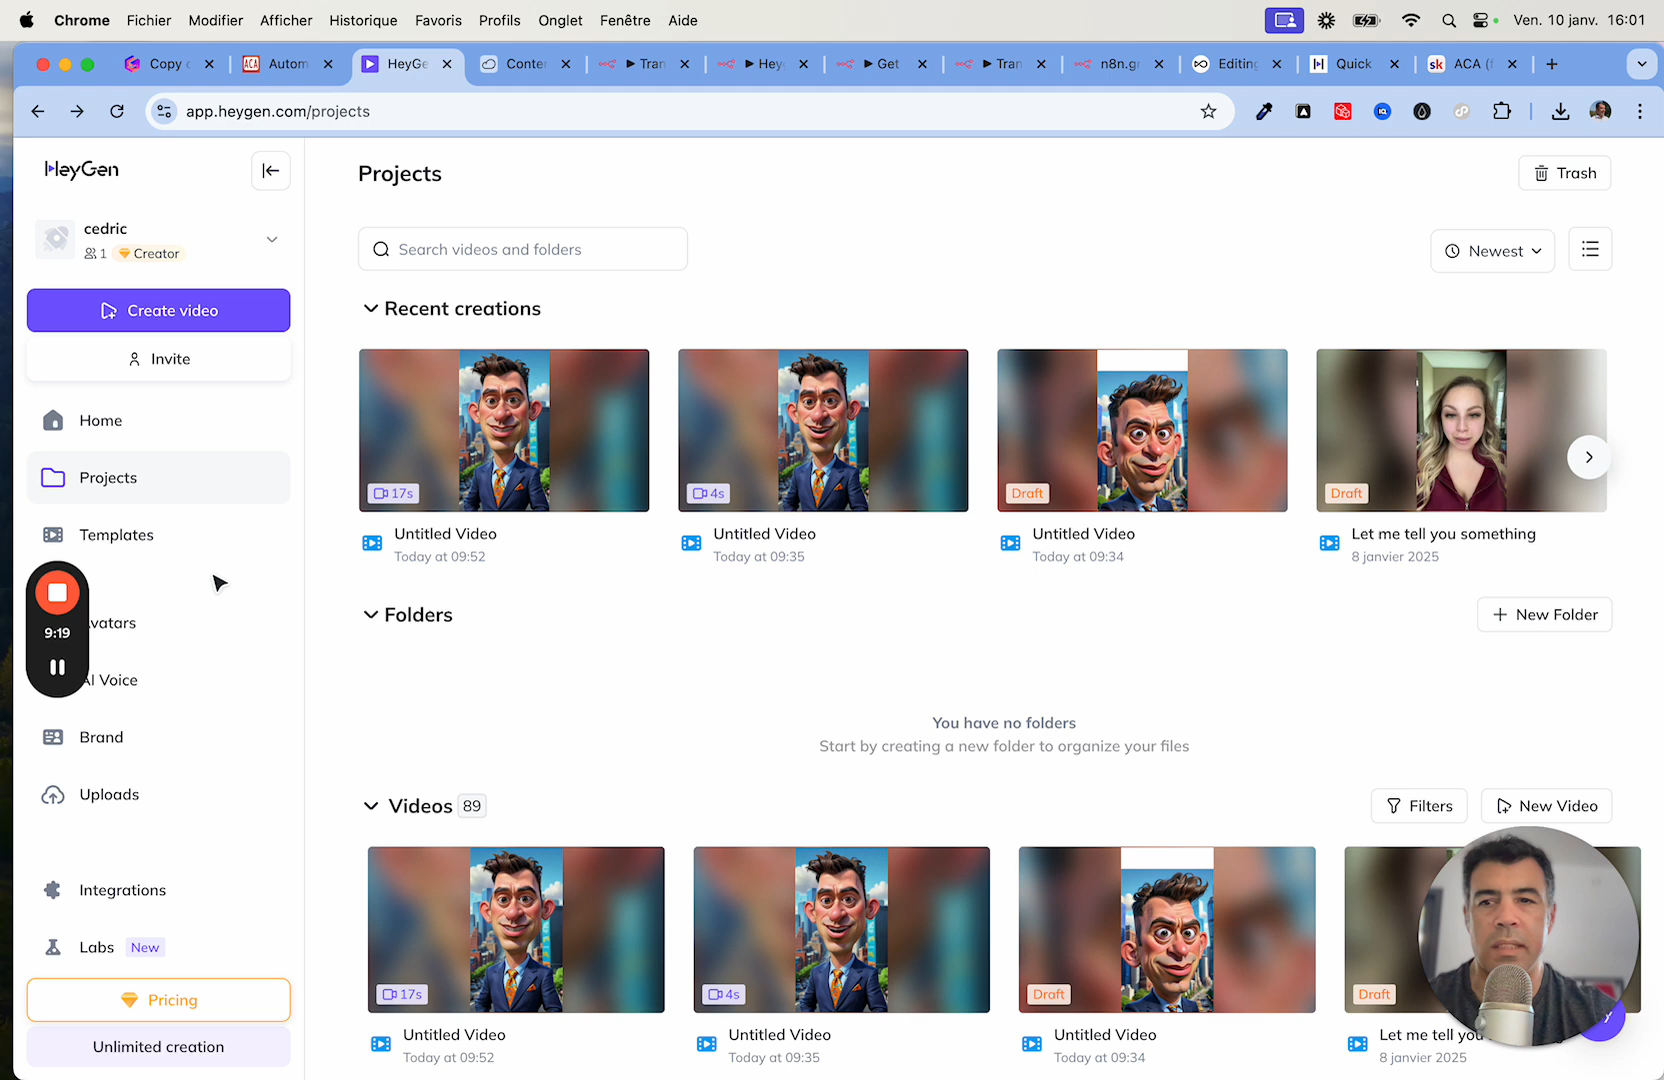 Chrome Fichier Modifier Afficher Historique Favoris Profils Onglet Fenêtre Aide Ven. 10 janv. 16:01
Copy Autom HeyGe Conte Tran Hey Get Tran n8n.gr Editing Quick ACA (f
app.heygen.com/projects
HeyGen
Projects
Trash
cedric
1 Creator
Search videos and folders
Newest
Create video
Recent creations
Invite
Home
Projects
17s
4s
Draft
Draft
Templates
Untitled Video
Today at 09:52
Untitled Video
Today at 09:35
Untitled Video
Today at 09:34
Let me tell you something
8 janvier 2025
9:19
vatars
Folders
New Folder
AI Voice
Brand
You have no folders
Start by creating a new folder to organize your files
Uploads
Videos 89
Filters
New Video
Integrations
Labs New
17s
4s
Draft
Draft
Pricing
Unlimited creation
Untitled Video
Today at 09:52
Untitled Video
Today at 09:35
Untitled Video
Today at 09:34
Let me tell you
8 janvier 2025